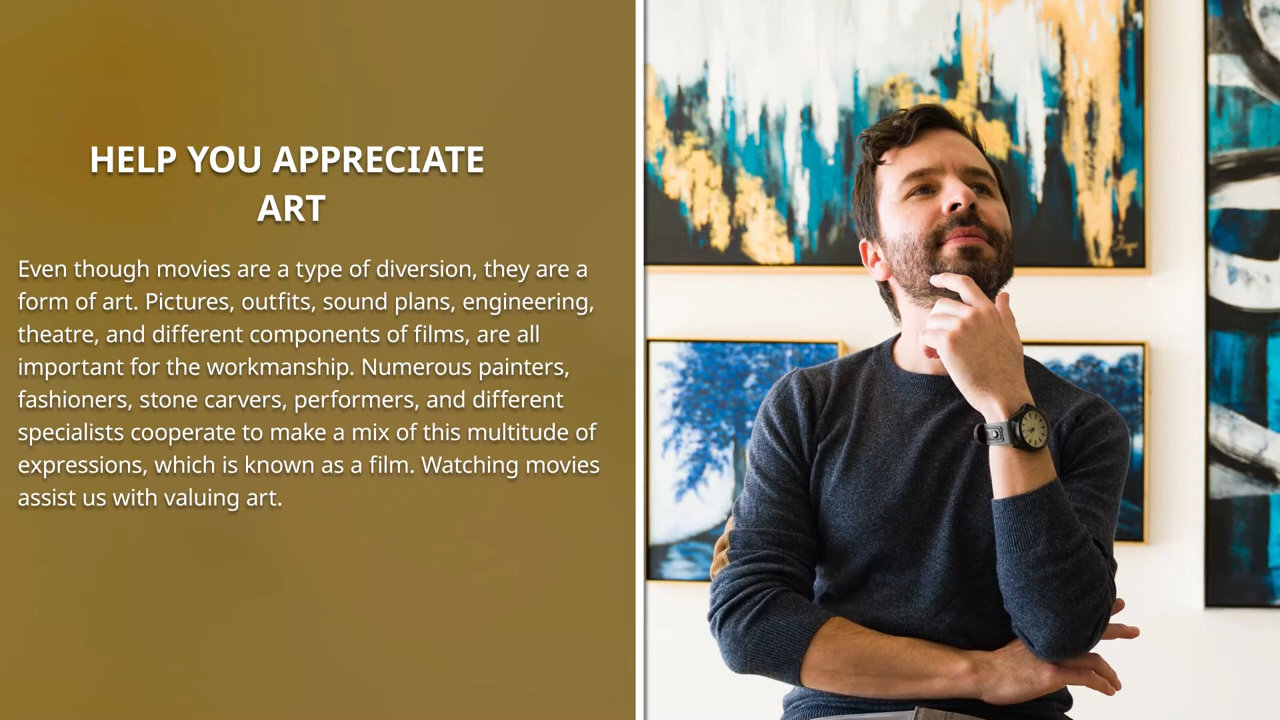 HELP YOU APPRECIATE
ART
Even though movies are a type of diversion, they are a
form of art. Pictures, outfits, sound plans, engineering,
theatre, and different components of films, are all
important for the workmanship. Numerous painters,
fashioners, stone carvers, performers, and different
specialists cooperate to make a mix of this multitude of
expressions, which is known as a film. Watching movies
assist us with valuing art.